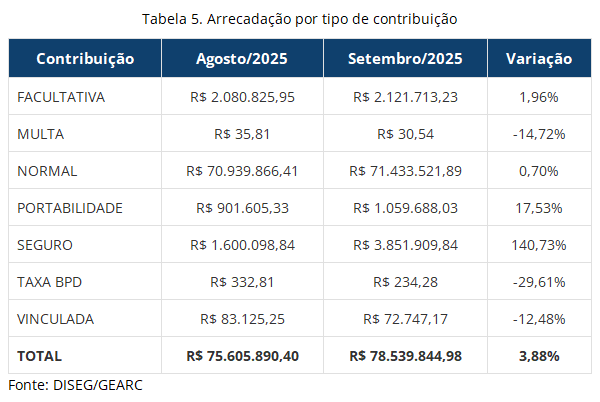 Tabela 5. Arrecadação por tipo de contribuição
Contribuição Agosto/2025 Setembro/2025 Variação
FACULTATIVA R$ 2.080.825,95 R$ 2.121.713,23 1,96%
MULTA R$ 35,81 R$ 30,54 -14,72%
NORMAL R$ 70.939.866,41 R$ 71.433.521,89 0,70%
PORTABILIDADE R$ 901.605,33 R$ 1.059.688,03 17,53%
SEGURO R$ 1.600.098,84 R$ 3.851.909,84 140,73%
TAXA BPD R$ 332,81 R$ 234,28 -29,61%
VINCULADA R$ 83.125,25 R$ 72.747,17 -12,48%
TOTAL R$ 75.605.890,40 R$ 78.539.844,98 3,88%
Fonte: DISEG/GEARC